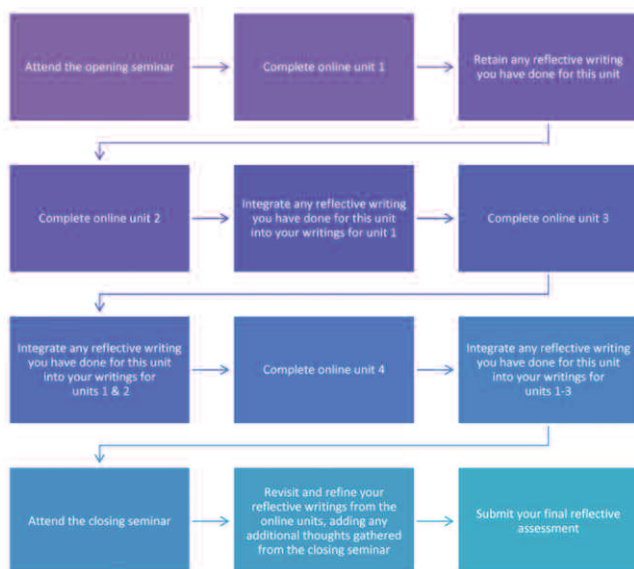 Attend the opening seminar
Complete online unit 1
Retain any reflective writing
you have done for this unit
Complete online unit 2
Integrate any reflective writing
you have done for this unit
into your writings for unit 1
Complete online unit 3
Integrate any reflective writing
you have done for this unit
into your writings for
units 1 & 2
Complete online unit 4
Integrate any reflective writing
you have done for this unit
into your writings for
units 1-3
Attend the closing seminar
Revisit and refine your
reflective writings from the
online units, adding any
additional thoughts gathered
from the closing seminar
Submit your final reflective
assessment